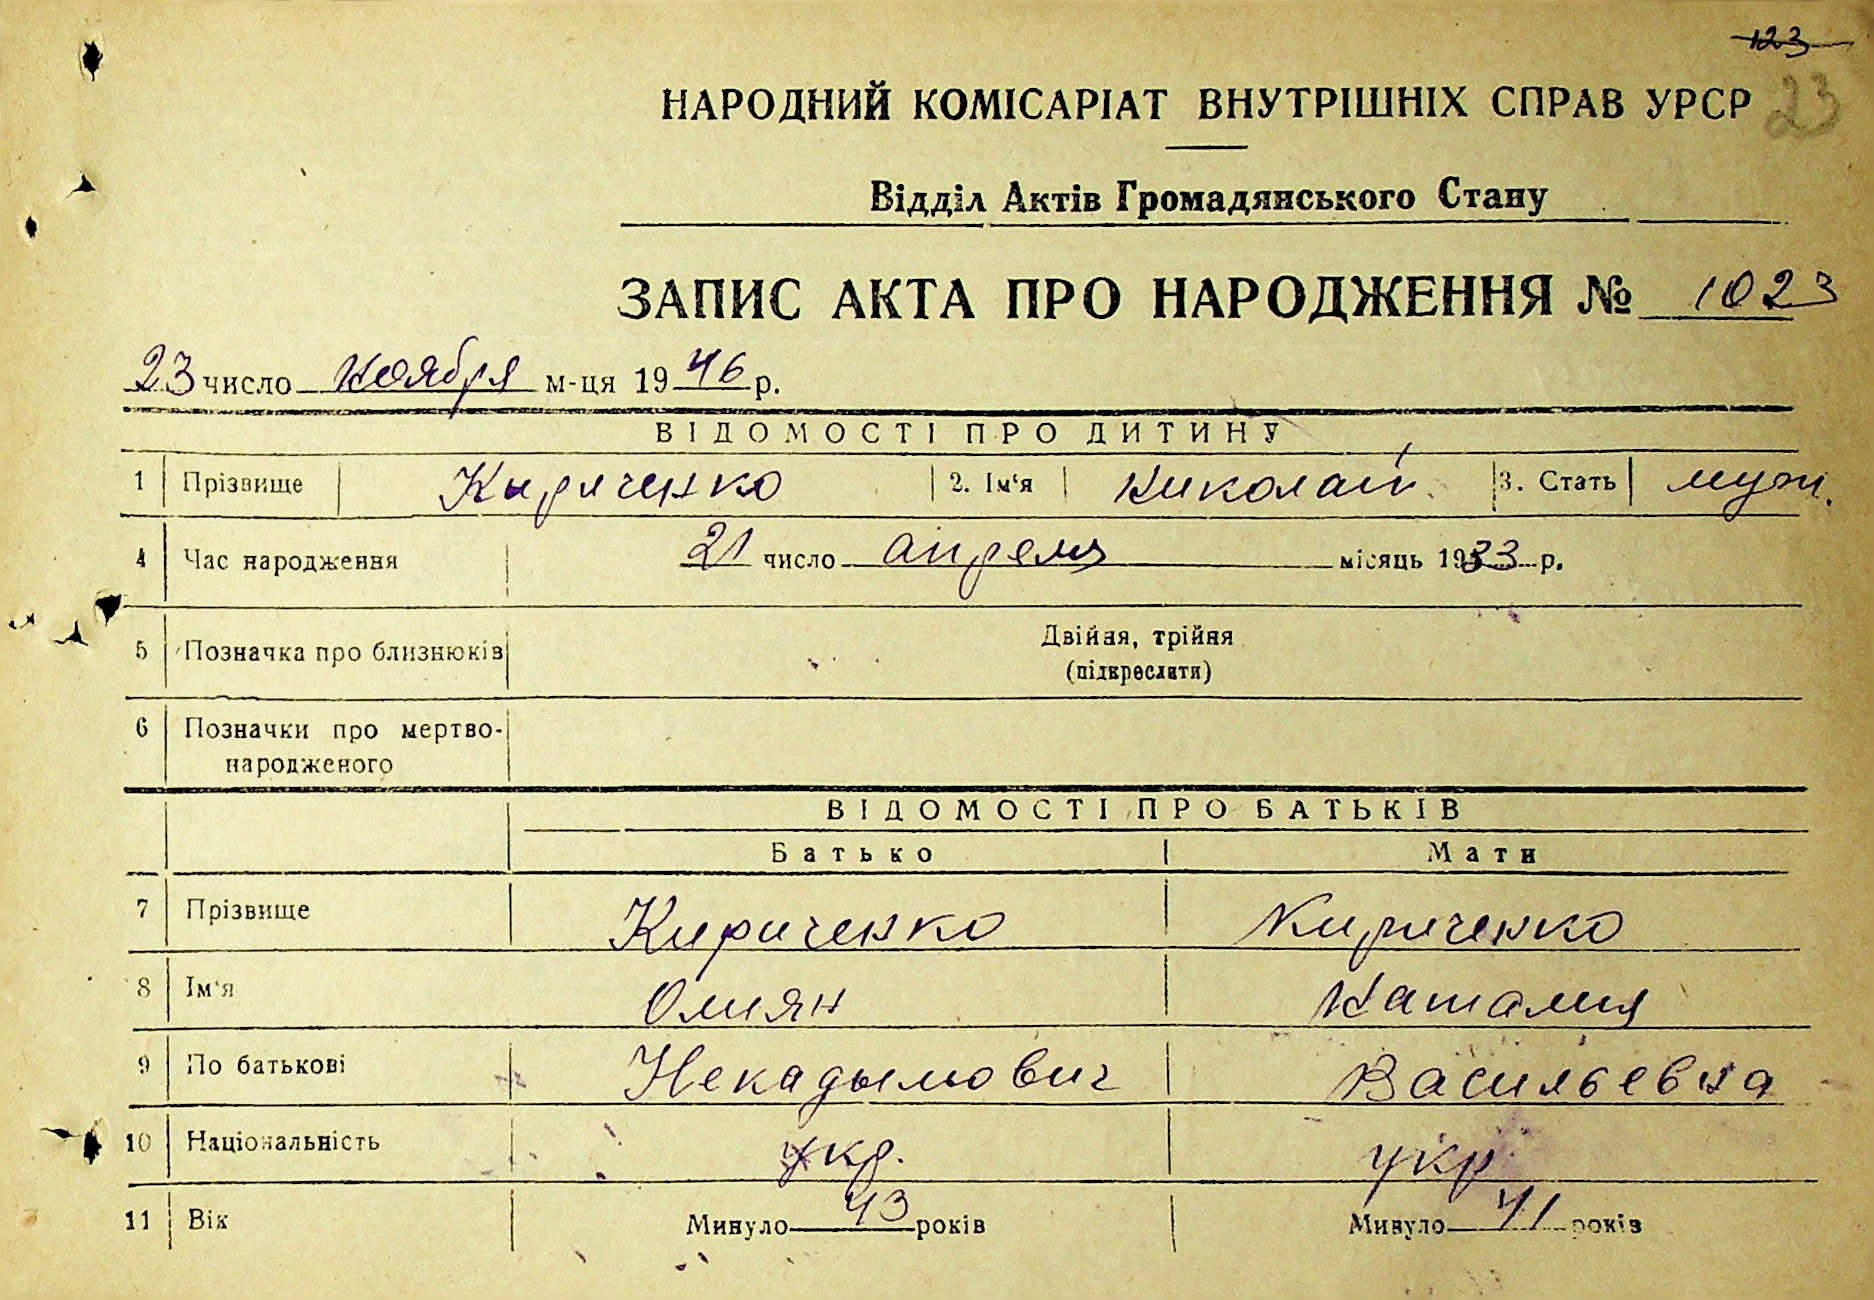 123
НАРОДНИЙ КОМІСАРІАТ ВНУТРІШНІХ СПРАВ УРСР 23
Відділ Актів Громадянського Стану
ЗАПИС АКТА ПРО НАРОДЖЕННЯ № 1023
23 число ноября м-ця 1946 р.
ВІДОМОСТІ ПРО ДИТИНУ
1 Прізвище Кириченко 2. Ім'я Николай 3. Стать муж.
4 Час народження 21 число апреля місяць 1933 р.
5 Позначка про близнюків Двійня, трійня
(підкреслити)
6 Позначки про мертво-
народженого
ВІДОМОСТІ ПРО БАТЬКІВ
Батько Мати
7 Прізвище Кириченко Кириченко
8 Ім'я Омиян Наталия
9 По батькові Некадымович Васильевна
10 Національність укр. укр
11 Вік Минуло 43 років Минуло 41 років